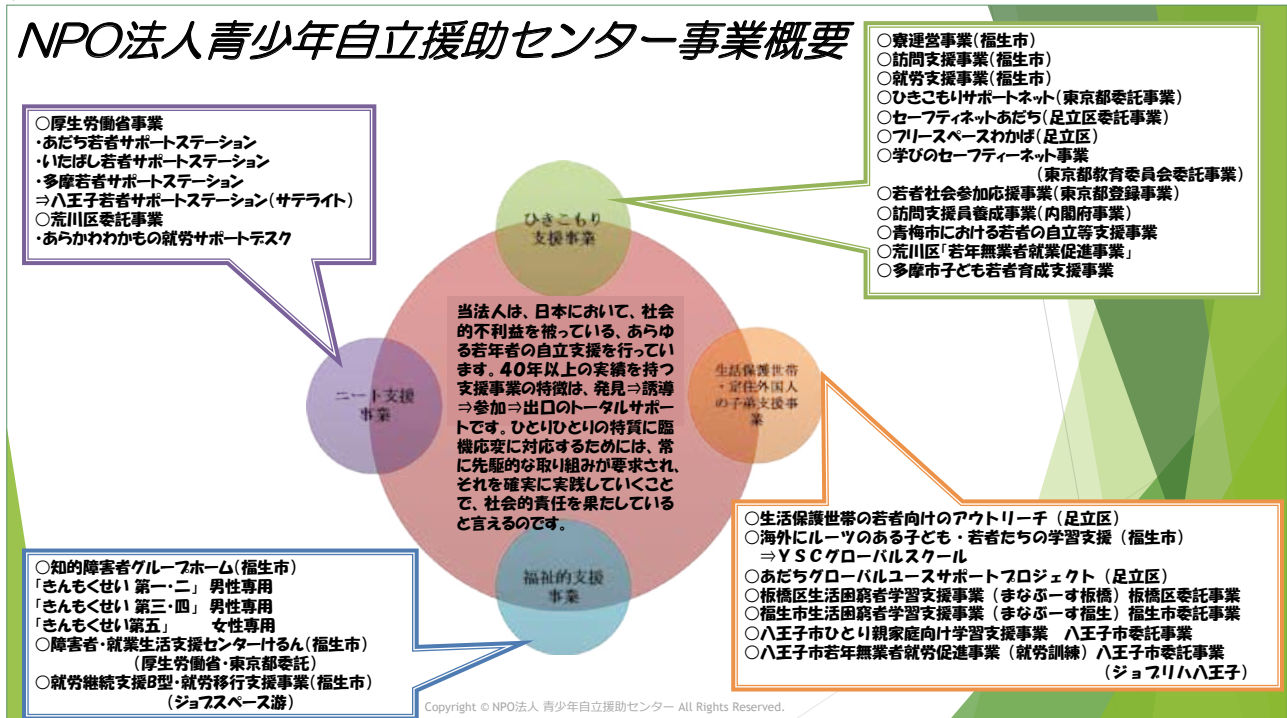 NPO法人青少年自立援助センター事業概要
○寮運営事業(福生市)
○訪問支援事業(福生市)
○就労支援事業(福生市)
○ひきこもりサポートネット(東京都委託事業)
○セーフティネットあだち(足立区委託事業)
○フリースペースわかば(足立区)
○学びのセーフティーネット事業
(東京都教育委員会委託事業)
○若者社会参加応援事業(東京都登録事業)
○訪問支援員養成事業(内閣府事業)
○青梅市における若者の自立等支援事業
○荒川区「若年無業者就業促進事業」
○多摩市子ども若者育成支援事業
○厚生労働省事業
・あだち若者サポートステーション
・いたばし若者サポートステーション
・多摩若者サポートステーション
⇒八王子若者サポートステーション(サテライト)
○荒川区委託事業
・あらかわわかもの就労サポートデスク
ひきこもり
支援事業
当法人は、日本において、社会
的不利益を被っている、あらゆ
る若年者の自立支援を行ってい
ます。40年以上の実績を持つ
支援事業の特徴は、発見⇒誘導
⇒参加⇒出口のトータルサポー
トです。ひとりひとりの特質に臨
機応変に対応するためには、常
に先駆的な取り組みが要求され、
それを確実に実践していくこと
で、社会的責任を果たしている
と言えるのです。
ニート支援
事業
生活保護世帯
・定住外国人
の子弟支援事
業
福祉的支援
事業
○知的障害者グループホーム(福生市)
「きんもくせい 第一・二」 男性専用
「きんもくせい 第三・四」 男性専用
「きんもくせい第五」 女性専用
○障害者・就業生活支援センターけるん(福生市)
(厚生労働省・東京都委託)
○就労継続支援B型・就労移行支援事業(福生市)
(ジョブスペース游)
○生活保護世帯の若者向けのアウトリーチ (足立区)
○海外にルーツのある子ども・若者たちの学習支援 (福生市)
⇒YSCグローバルスクール
○あだちグローバルユースサポートプロジェクト (足立区)
○板橋区生活困窮者学習支援事業 (まなぶーす板橋) 板橋区委託事業
○福生市生活困窮者学習支援事業 (まなぶーす福生) 福生市委託事業
○八王子市ひとり親家庭向け学習支援事業 八王子市委託事業
○八王子市若年無業者就労促進事業 (就労訓練) 八王子市委託事業
(ジョブリハ八王子)
Copyright © NPO法人 青少年自立援助センター All Rights Reserved.